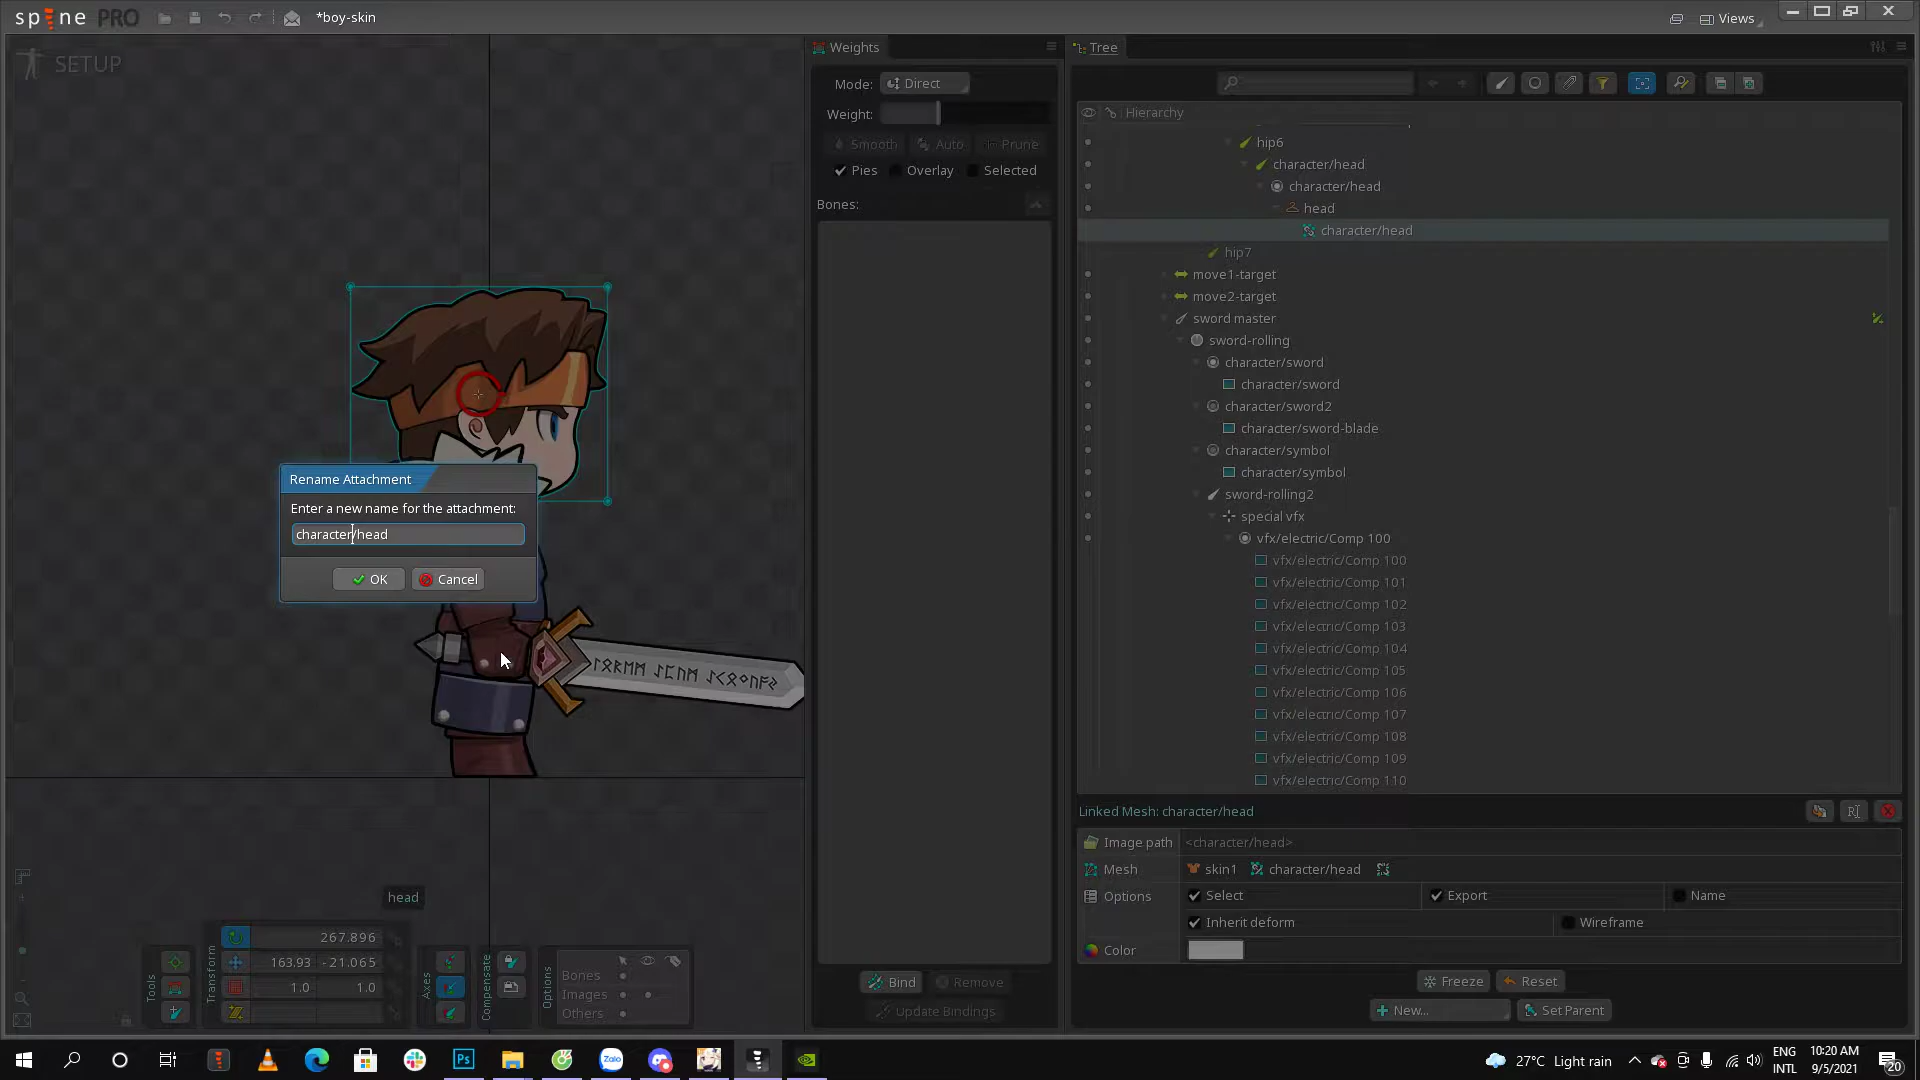 spine PRO
*boy-skin
Views
SETUP
Weights
Mode: Direct
Weight:
Smooth Auto Prune
Pies Overlay Selected
Bones:
Bind Remove
Update Bindings
Tree
Hierarchy
hip6
character/head
character/head
head
character/head
hip7
move1-target
move2-target
sword master
sword-rolling
character/sword
character/sword
character/sword2
character/sword-blade
character/symbol
character/symbol
sword-rolling2
special vfx
vfx/electric/Comp 100
vfx/electric/Comp 100
vfx/electric/Comp 101
vfx/electric/Comp 102
vfx/electric/Comp 103
vfx/electric/Comp 104
vfx/electric/Comp 105
vfx/electric/Comp 106
vfx/electric/Comp 107
vfx/electric/Comp 108
vfx/electric/Comp 109
vfx/electric/Comp 110
Linked Mesh: character/head
Image path <character/head>
Mesh skin1 character/head
Options Select Export Name
Inherit deform Wireframe
Color
Freeze Reset
New... Set Parent
Rename Attachment
Enter a new name for the attachment:
character/head
OK Cancel
head
Tools
Transform
267.896
163.93 -21.065
1.0 1.0
Axes
Compensate
Options
Bones
Images
Others
Ps
27°C Light rain
ENG
INTL
10:20 AM
9/5/2021
20